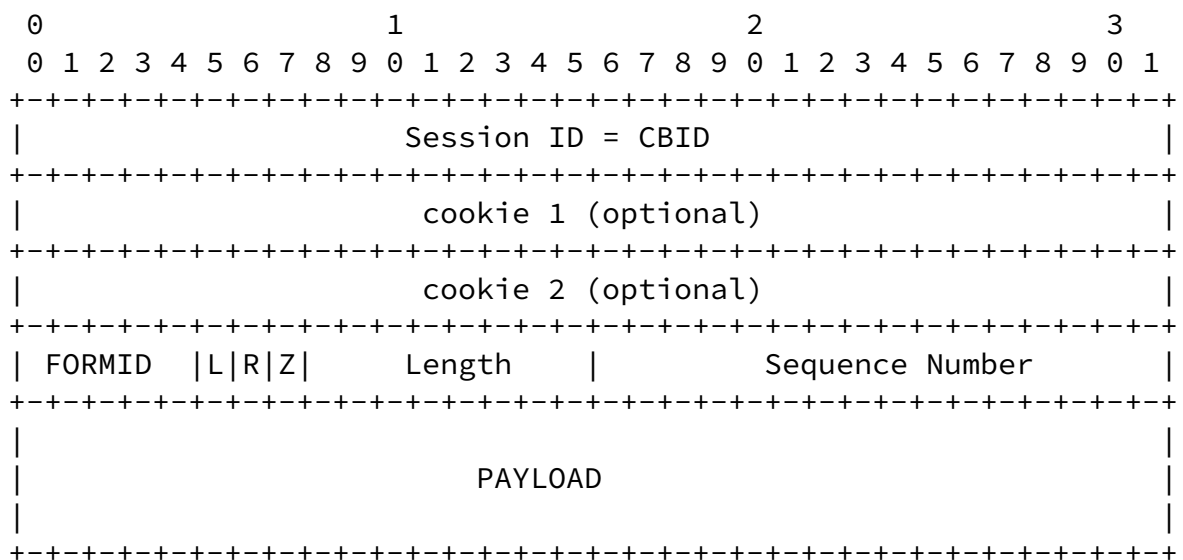 0                   1                   2                   3
 0 1 2 3 4 5 6 7 8 9 0 1 2 3 4 5 6 7 8 9 0 1 2 3 4 5 6 7 8 9 0 1
+-+-+-+-+-+-+-+-+-+-+-+-+-+-+-+-+-+-+-+-+-+-+-+-+-+-+-+-+-+-+-+-+
|                     Session ID = CBID                         |
+-+-+-+-+-+-+-+-+-+-+-+-+-+-+-+-+-+-+-+-+-+-+-+-+-+-+-+-+-+-+-+-+
|                      cookie 1 (optional)                      |
+-+-+-+-+-+-+-+-+-+-+-+-+-+-+-+-+-+-+-+-+-+-+-+-+-+-+-+-+-+-+-+-+
|                      cookie 2 (optional)                      |
+-+-+-+-+-+-+-+-+-+-+-+-+-+-+-+-+-+-+-+-+-+-+-+-+-+-+-+-+-+-+-+-+
| FORMID  |L|R|Z|     Length    |         Sequence Number       |
+-+-+-+-+-+-+-+-+-+-+-+-+-+-+-+-+-+-+-+-+-+-+-+-+-+-+-+-+-+-+-+-+
|                                                               |
|                         PAYLOAD                               |
|                                                               |
+-+-+-+-+-+-+-+-+-+-+-+-+-+-+-+-+-+-+-+-+-+-+-+-+-+-+-+-+-+-+-+-+